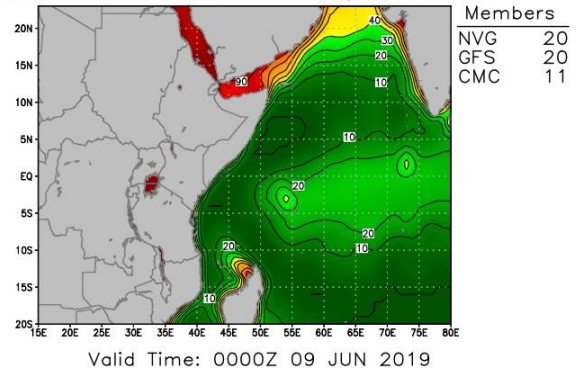 Members
NVG 20
GFS 20
CMC 11
20N
15N
10N
5N
EQ
5S
10S
15S
20S
40
30
20
10
90
10
20
20
10
20
10
15E 20E 25E 30E 35E 40E 45E 50E 55E 60E 65E 70E 75E 80E
Valid Time: 0000Z 09 JUN 2019